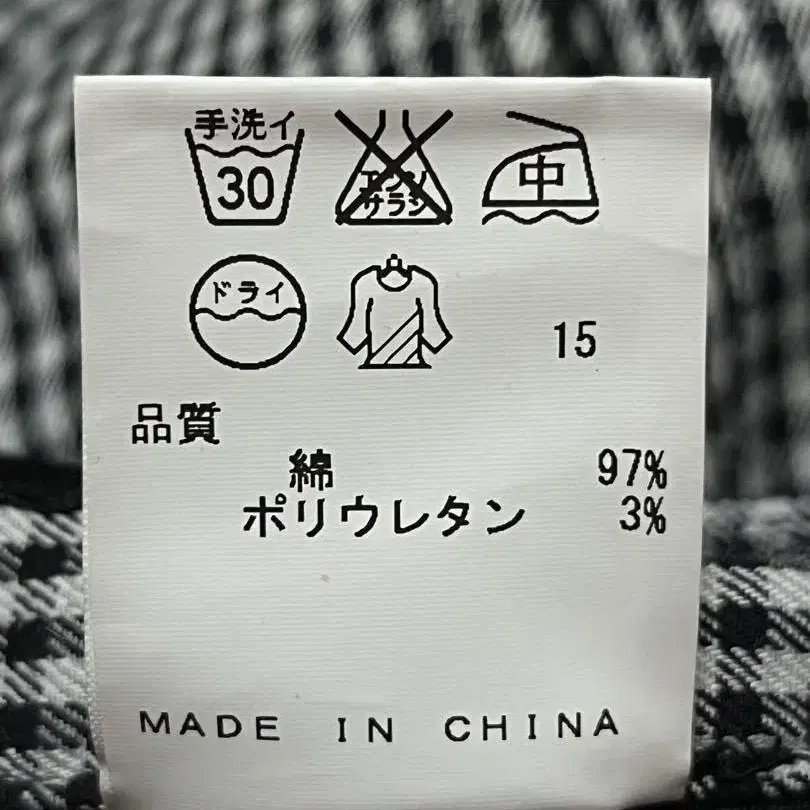 手洗イ
30
エンソ
サラシ
中
ドライ
15
品質
綿 97%
ポリウレタン 3%
MADE IN CHINA